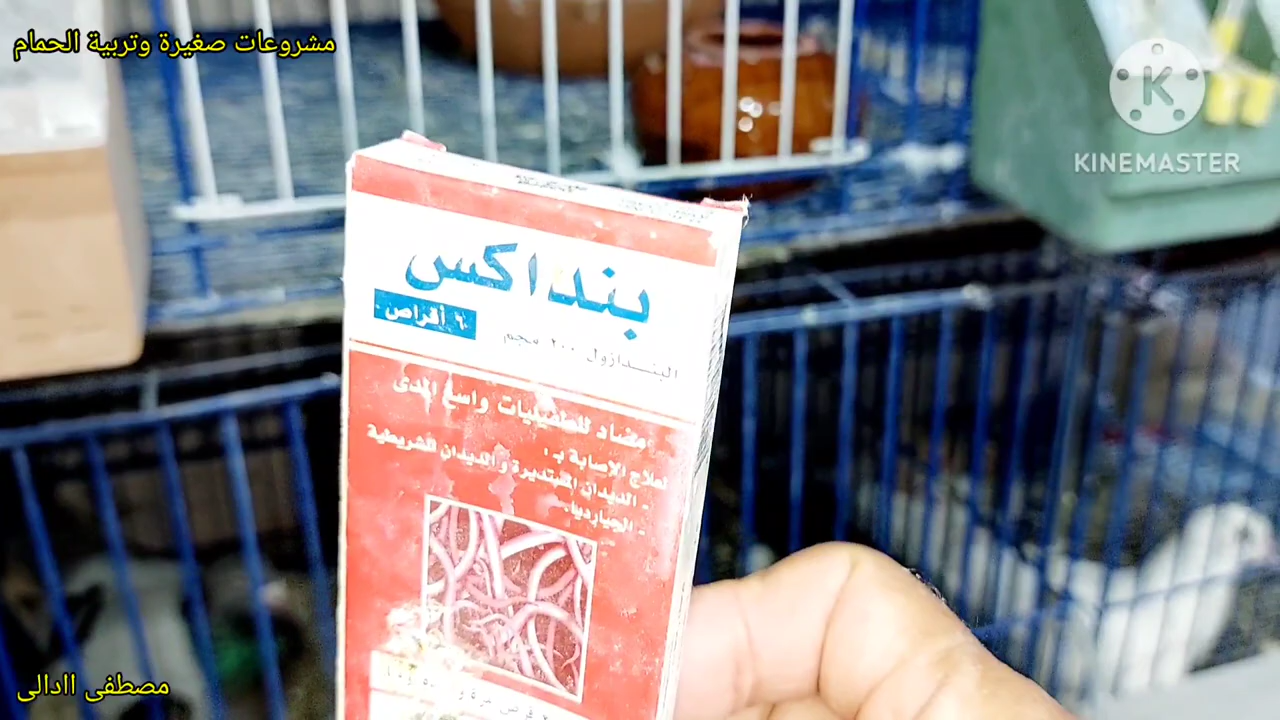 مشروعات صغيرة وتربية الحمام
KINEMASTER
بنداكس
٦ أقراص
البندازول ٢٠٠ مجم
مضاد للطفيليات واسع المدى
لعلاج الاصابة بـ :
- الديدان المستديرة والديدان الشريطية
- الجيارديا.
مصطفى اادالى